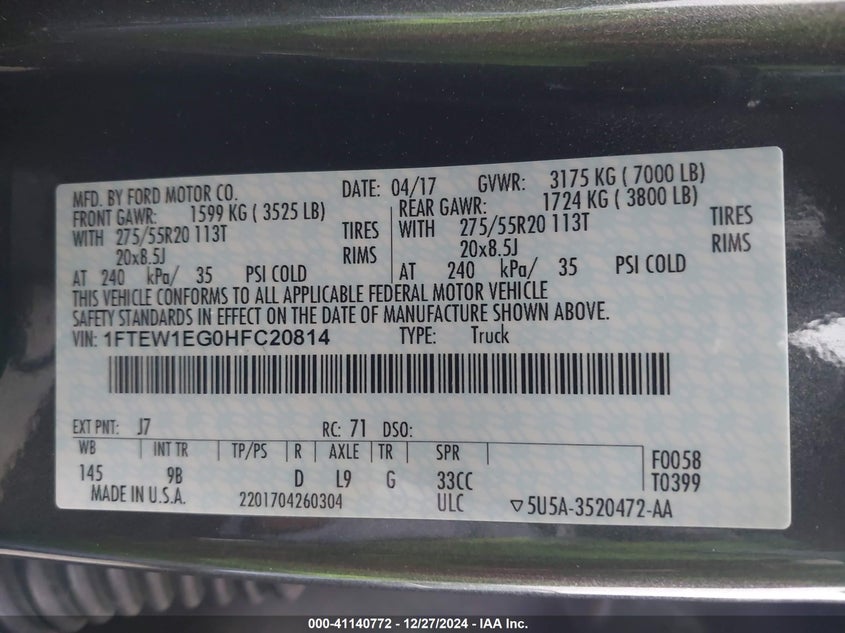 MFD. BY FORD MOTOR CO. DATE: 04/17 GVWR: 3175 KG ( 7000 LB)
FRONT GAWR: 1599 KG ( 3525 LB) REAR GAWR: 1724 KG ( 3800 LB)
WITH 275/55R20 113T TIRES WITH 275/55R20 113T TIRES
20x8.5J RIMS 20x8.5J RIMS
AT 240 kPa/ 35 PSI COLD AT 240 kPa/ 35 PSI COLD
THIS VEHICLE CONFORMS TO ALL APPLICABLE FEDERAL MOTOR VEHICLE
SAFETY STANDARDS IN EFFECT ON THE DATE OF MANUFACTURE SHOWN ABOVE.
VIN: 1FTEW1EG0HFC20814 TYPE: Truck
EXT PNT: J7 RC: 71 DSO:
WB INT TR TP/PS R AXLE TR SPR
145 9B D L9 G 33CC
F0058
T0399
MADE IN U.S.A. 2201704260304 ULC ▽5U5A-3520472-AA
000-41140772 - 12/27/2024 - IAA Inc.